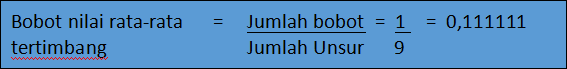 Bobot nilai rata-rata = Jumlah bobot = 1 = 0,111111
tertimbang Jumlah Unsur 9